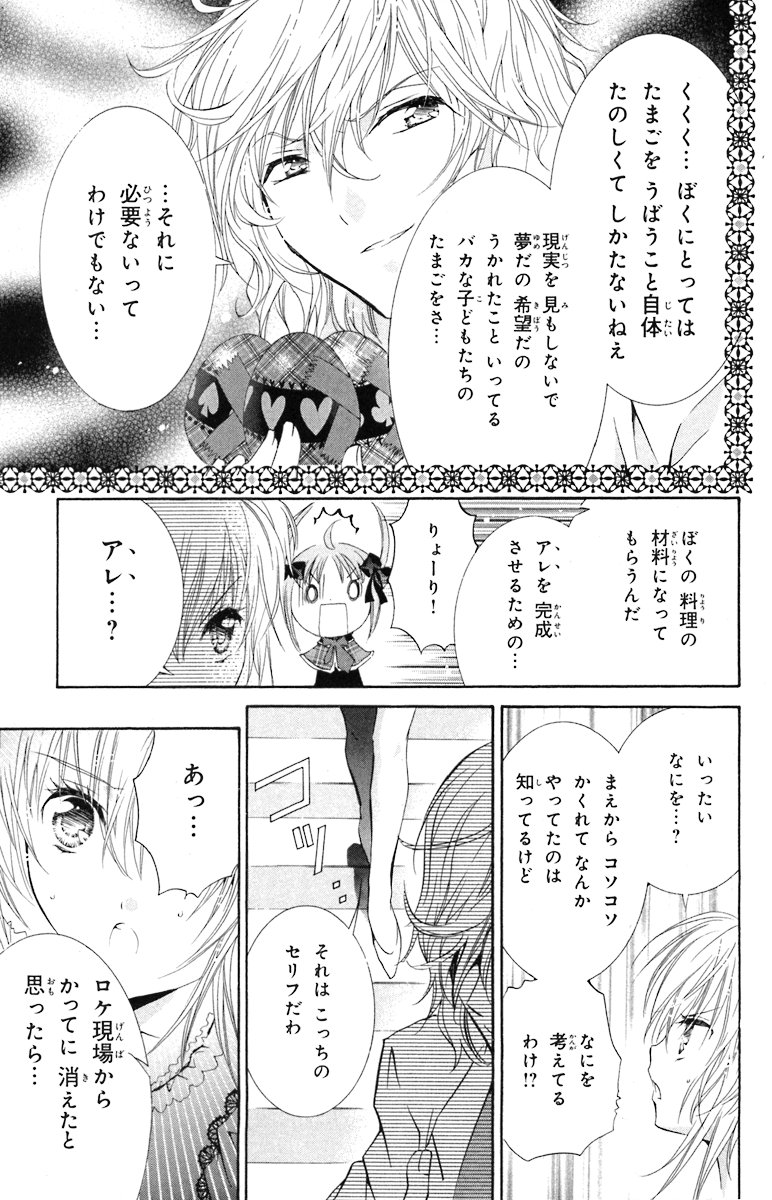 くくく…ぼくにとっては
たまごを うばうこと自体
たのしくて しかたないねえ
現実を 見もしないで
夢だの 希望だの
うかれたこと いってる
バカな子どもたちの
たまごをさ…
…それに
必要ないって
わけでもない…
ぼくの 料理の
材料になって
もらうんだ
アレを 完成
させるための…
りょーり！
アレ…？
いったい
なにを…？
まえから コソコソ
かくれて なんか
やってたのは
知ってるけど
なにを
考えてる
わけ!?
コツ…
それは こっちの
セリフだわ
あっ…
ロケ現場から
かってに 消えたと
思ったら…